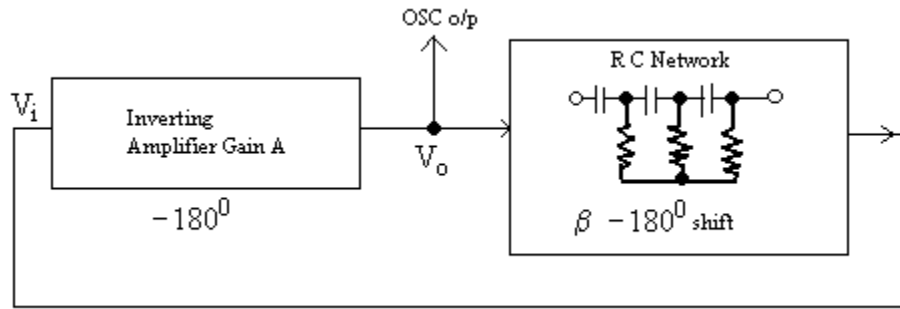 OSC o/p
R C Network
Vi
Inverting
Amplifier Gain A
Vo
−180⁰
β −180⁰ shift